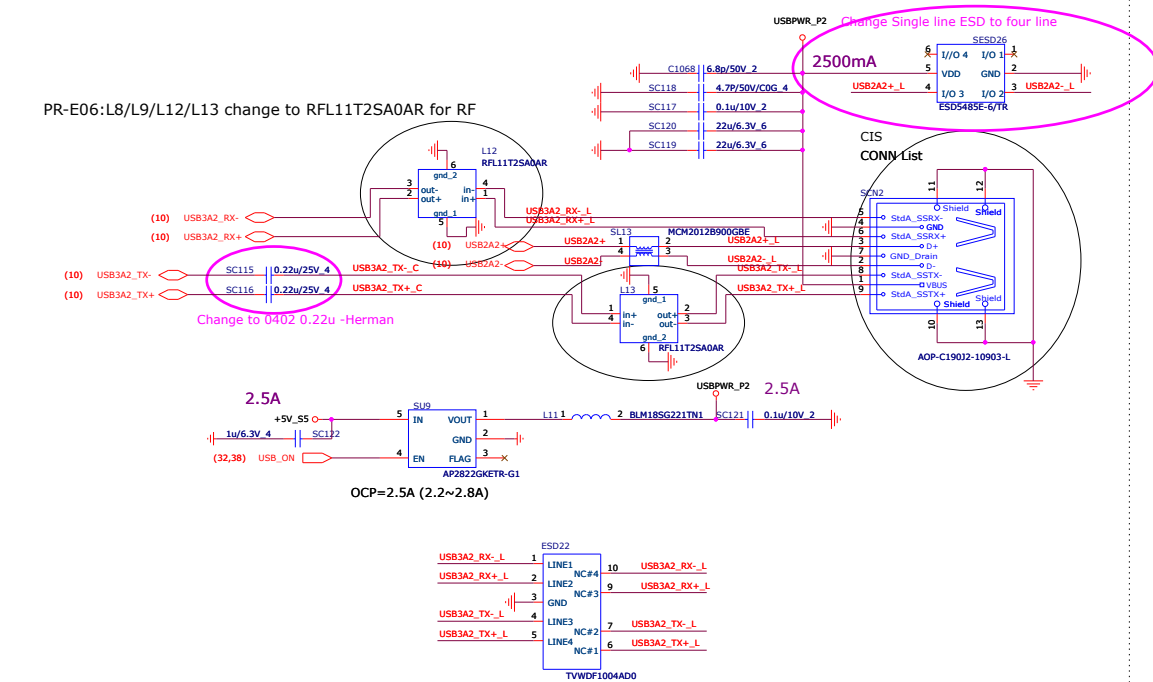 USBPWR_P2
Change Single line ESD to four line
SESD26
2500mA
6
I//O 4
I/O 1
1
5
VDD
GND
2
USB2A2+_L
4
I/O 3
I/O 2
3
USB2A2-_L
ESD5485E-6/TR
C1068
6.8p/50V_2
SC118
4.7P/50V/C0G_4
SC117
0.1u/10V_2
SC120
22u/6.3V_6
SC119
22u/6.3V_6
PR-E06:L8/L9/L12/L13 change to RFL11T2SA0AR for RF
L12
RFL11T2SA0AR
6
gnd_2
3
out-
in-
4
2
out+
in+
1
gnd_1
5
(10)
USB3A2_RX-
USB3A2_RX-_L
(10)
USB3A2_RX+
USB3A2_RX+_L
CIS
CONN List
SCN2
11
12
Shield
Shield
5
StdA_SSRX-
4
GND
6
StdA_SSRX+
3
D+
7
GND_Drain
2
D-
8
StdA_SSTX-
1
VBUS
9
StdA_SSTX+
Shield
Shield
10
13
AOP-C190J2-10903-L
SL13
MCM2012B900GBE
(10)
USB2A2+
USB2A2+
1
2
USB2A2+_L
4
3
(10)
USB2A2-
USB2A2-
USB2A2-_L
(10)
USB3A2_TX-
SC115
0.22u/25V_4
USB3A2_TX-_C
USB3A2_TX-_L
(10)
USB3A2_TX+
SC116
0.22u/25V_4
USB3A2_TX+_C
USB3A2_TX+_L
Change to 0402 0.22u -Herman
L13
5
gnd_1
1
in+
out+
2
4
in-
out-
3
gnd_2
6
RFL11T2SA0AR
2.5A
USBPWR_P2
2.5A
SU9
+5V_S5
5
IN
VOUT
1
L11
1
2
BLM18SG221TN1
SC121
0.1u/10V_2
1u/6.3V_4
SC122
GND
2
(32,38)
USB_ON
4
EN
FLAG
3
AP2822GKETR-G1
OCP=2.5A (2.2~2.8A)
ESD22
USB3A2_RX-_L
1
LINE1
NC#4
10
USB3A2_RX-_L
USB3A2_RX+_L
2
LINE2
NC#3
9
USB3A2_RX+_L
3
GND
USB3A2_TX-_L
4
LINE3
NC#2
7
USB3A2_TX-_L
USB3A2_TX+_L
5
LINE4
NC#1
6
USB3A2_TX+_L
TVWDF1004AD0